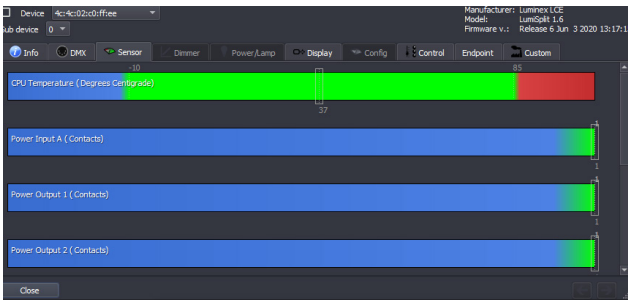 Device 4c:4c:02:c0:ff:ee
Manufacturer: Luminex LCE
Model: LumiSplit 1.6
Sub device 0
Firmware v.: Release 6 Jun 3 2020 13:17:1
Info DMX Sensor Dimmer Power/Lamp Display Config Control Endpoint Custom
-10 85
CPU Temperature (Degrees Centigrade)
37
1
Power Input A (Contacts)
1
1
Power Output 1 (Contacts)
1
1
Power Output 2 (Contacts)
Close